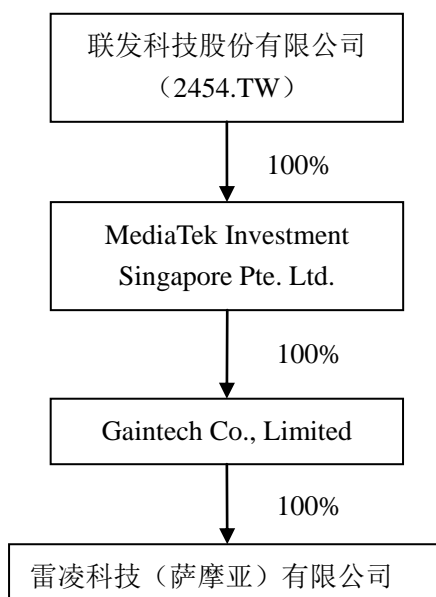 联发科技股份有限公司
（2454.TW）
100%
MediaTek Investment
Singapore Pte. Ltd.
100%
Gaintech Co., Limited
100%
雷凌科技（萨摩亚）有限公司